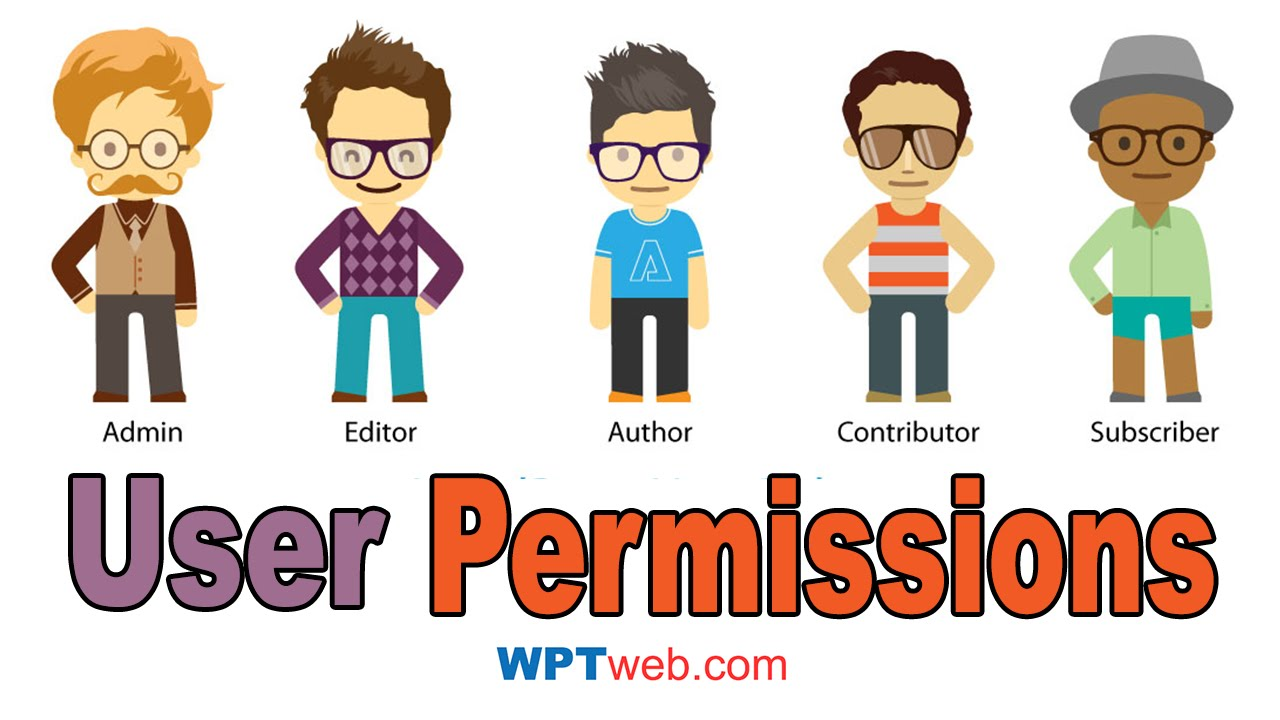 Admin Editor Author Contributor Subscriber
User Permissions
WPTweb.com